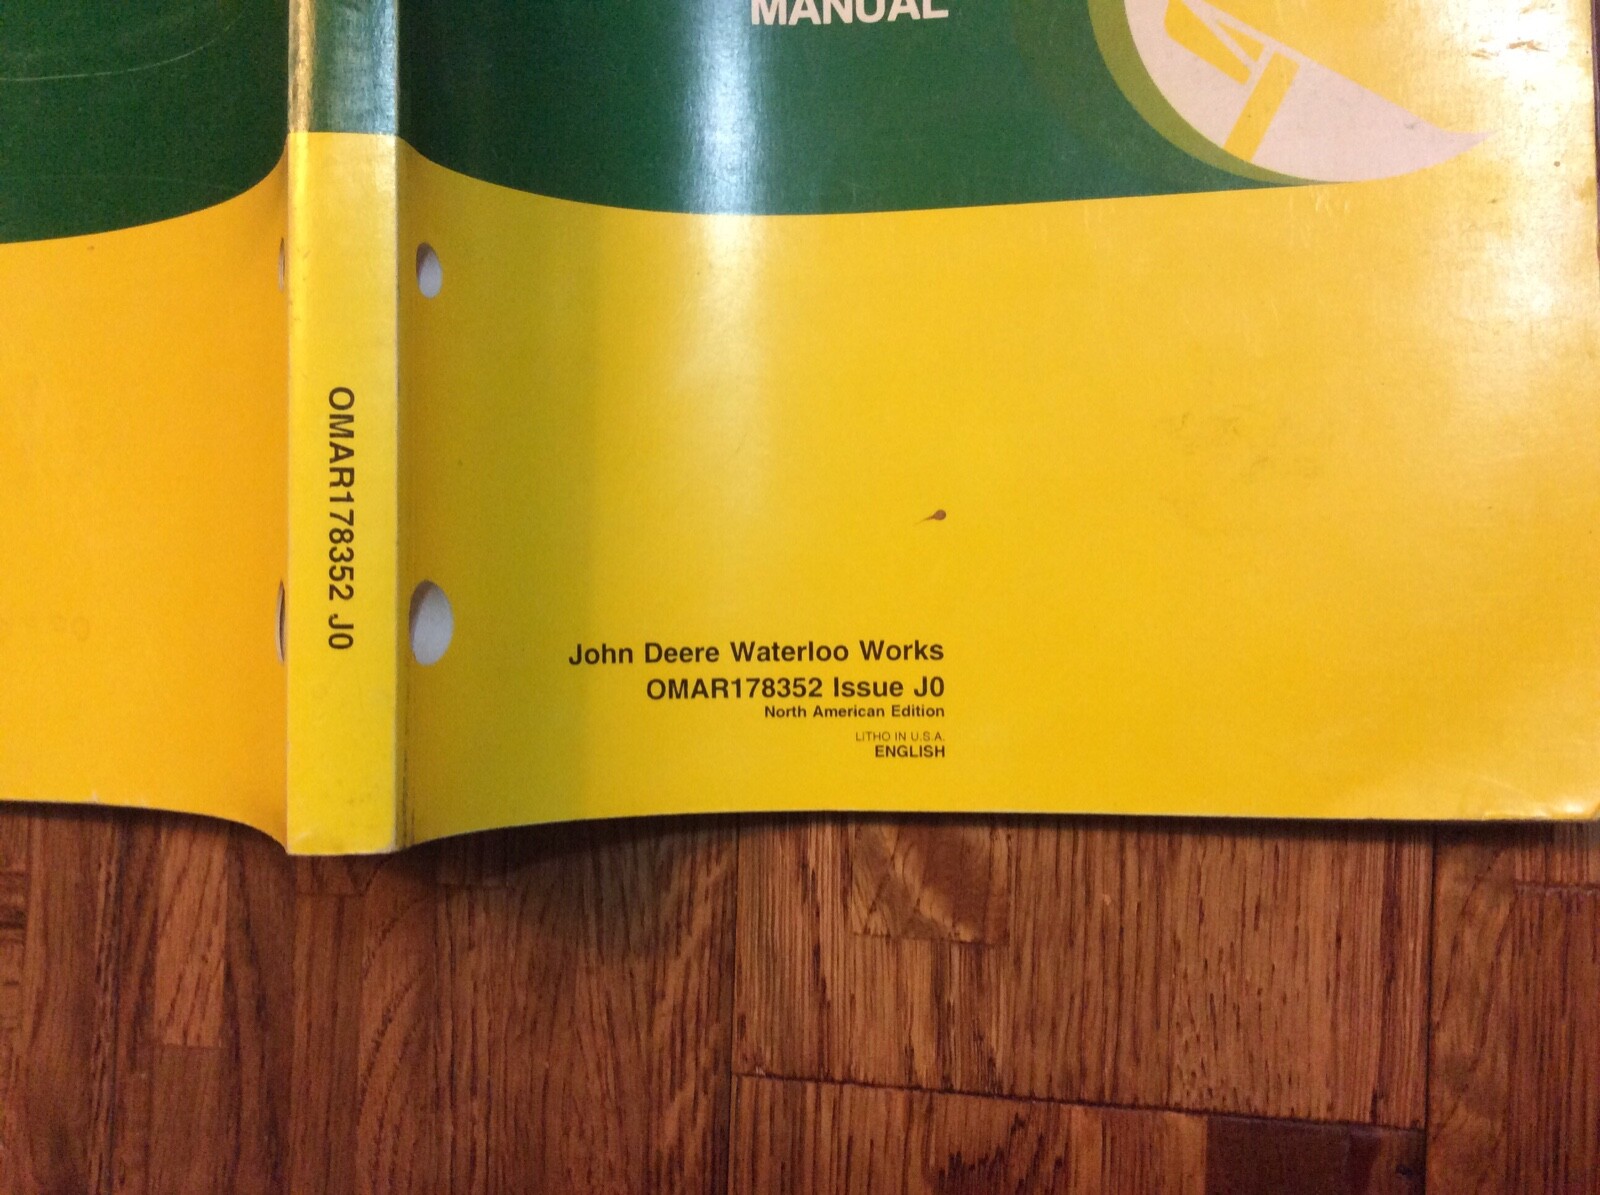 MANUAL
OMAR178352 J0
John Deere Waterloo Works
OMAR178352 Issue J0
North American Edition
LITHO IN U.S.A.
ENGLISH